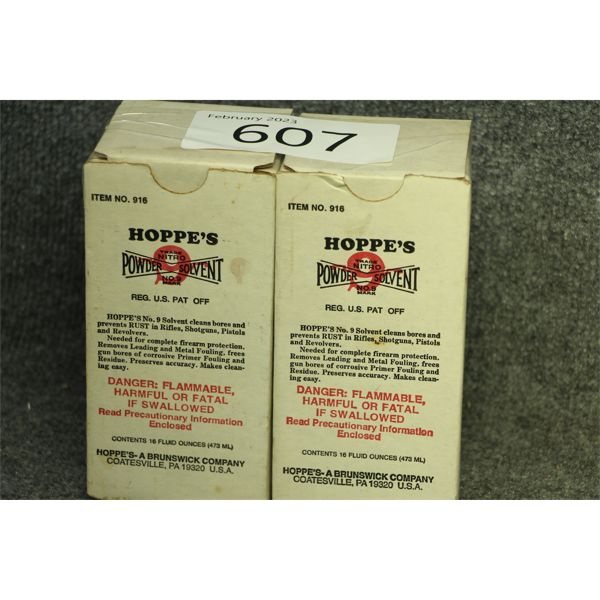 February 2023
607
ITEM NO. 916
HOPPE'S
TRADE
NITRO
POWDER SOLVENT
NO. 9
MARK
REG. U.S. PAT OFF
HOPPE'S No. 9 Solvent cleans bores and
prevents RUST in Rifles, Shotguns, Pistols
and Revolvers.
Needed for complete firearm protection.
Removes Leading and Metal Fouling, frees
gun bores of corrosive Primer Fouling and
Residue. Preserves accuracy. Makes clean-
ing easy.
DANGER: FLAMMABLE,
HARMFUL OR FATAL
IF SWALLOWED
Read Precautionary Information
Enclosed
CONTENTS 16 FLUID OUNCES (473 ML)
HOPPE'S- A BRUNSWICK COMPANY
COATESVILLE, PA 19320 U.S.A.
ITEM NO. 916
HOPPE'S
TRADE
NITRO
POWDER SOLVENT
NO. 9
MARK
REG. U.S. PAT OFF
HOPPE'S No. 9 Solvent cleans bores and
prevents RUST in Rifles, Shotguns, Pistols
and Revolvers.
Needed for complete firearm protection.
Removes Leading and Metal Fouling, frees
gun bores of corrosive Primer Fouling and
Residue. Preserves accuracy. Makes clean-
ing easy.
DANGER: FLAMMABLE,
HARMFUL OR FATAL
IF SWALLOWED
Read Precautionary Information
Enclosed
CONTENTS 16 FLUID OUNCES (473 ML)
HOPPE'S- A BRUNSWICK COMPANY
COATESVILLE, PA 19320 U.S.A.